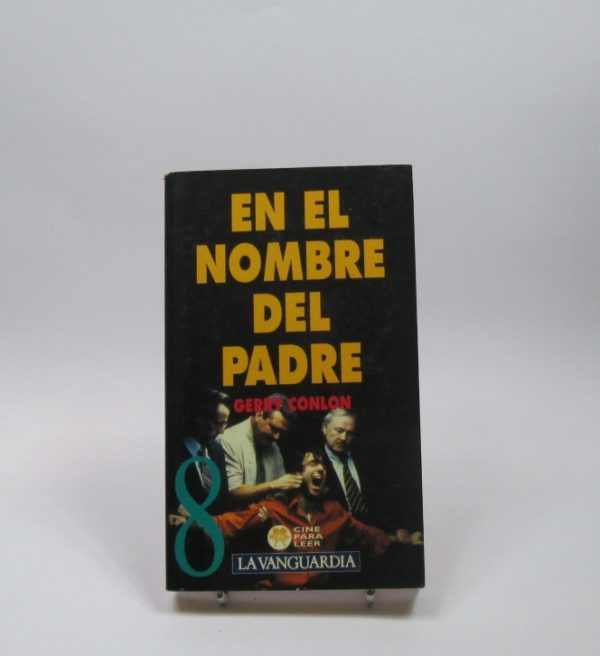 EN EL
NOMBRE
DEL
PADRE
GERRY CONLON
8
CINE
PARA
LEER
LA VANGUARDIA